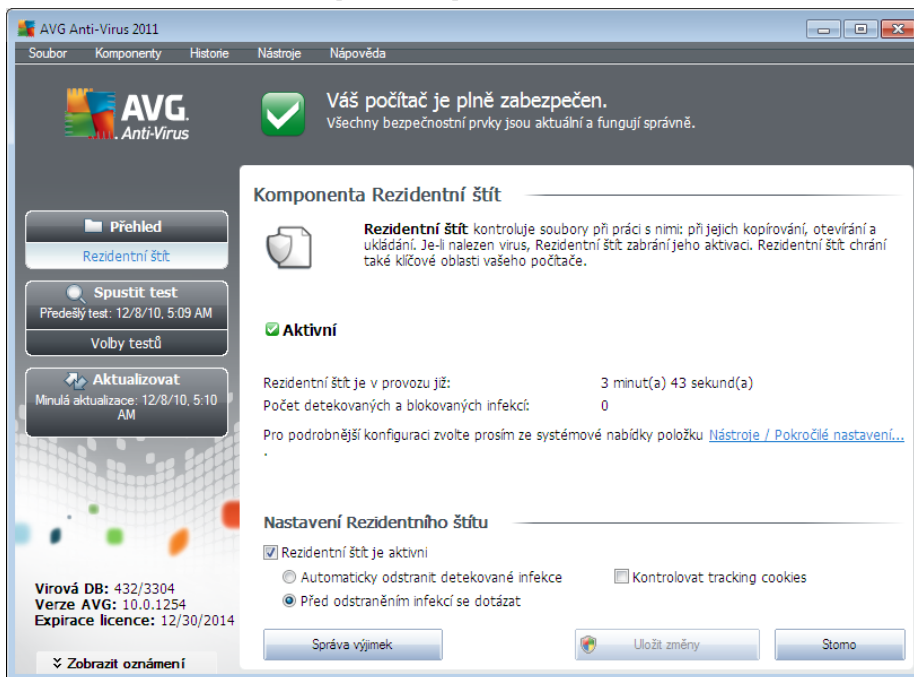 AVG Anti-Virus 2011
Soubor Komponenty Historie Nástroje Nápověda
AVG.
Anti-Virus
Váš počítač je plně zabezpečen.
Všechny bezpečnostní prvky jsou aktuální a fungují správně.
Přehled
Rezidentní štít
Spustit test
Předešlý test: 12/8/10, 5:09 AM
Volby testů
Aktualizovat
Minulá aktualizace: 12/8/10, 5:10
AM
Virová DB: 432/3304
Verze AVG: 10.0.1254
Expirace licence: 12/30/2014
Zobrazit oznámení
Komponenta Rezidentní štít
Rezidentní štít kontroluje soubory při práci s nimi: při jejich kopírování, otevírání a
ukládání. Je-li nalezen virus, Rezidentní štít zabrání jeho aktivaci. Rezidentní štít chrání
také klíčové oblasti vašeho počítače.
Aktivní
Rezidentní štít je v provozu již: 3 minut(a) 43 sekund(a)
Počet detekovaných a blokovaných infekcí: 0
Pro podrobnější konfiguraci zvolte prosím ze systémové nabídky položku Nástroje / Pokročilé nastavení...
.
Nastavení Rezidentního štítu
Rezidentní štít je aktivni
Automaticky odstranit detekované infekce Kontrolovat tracking cookies
Před odstraněním infekcí se dotázat
Správa výjimek Uložit změny Storno